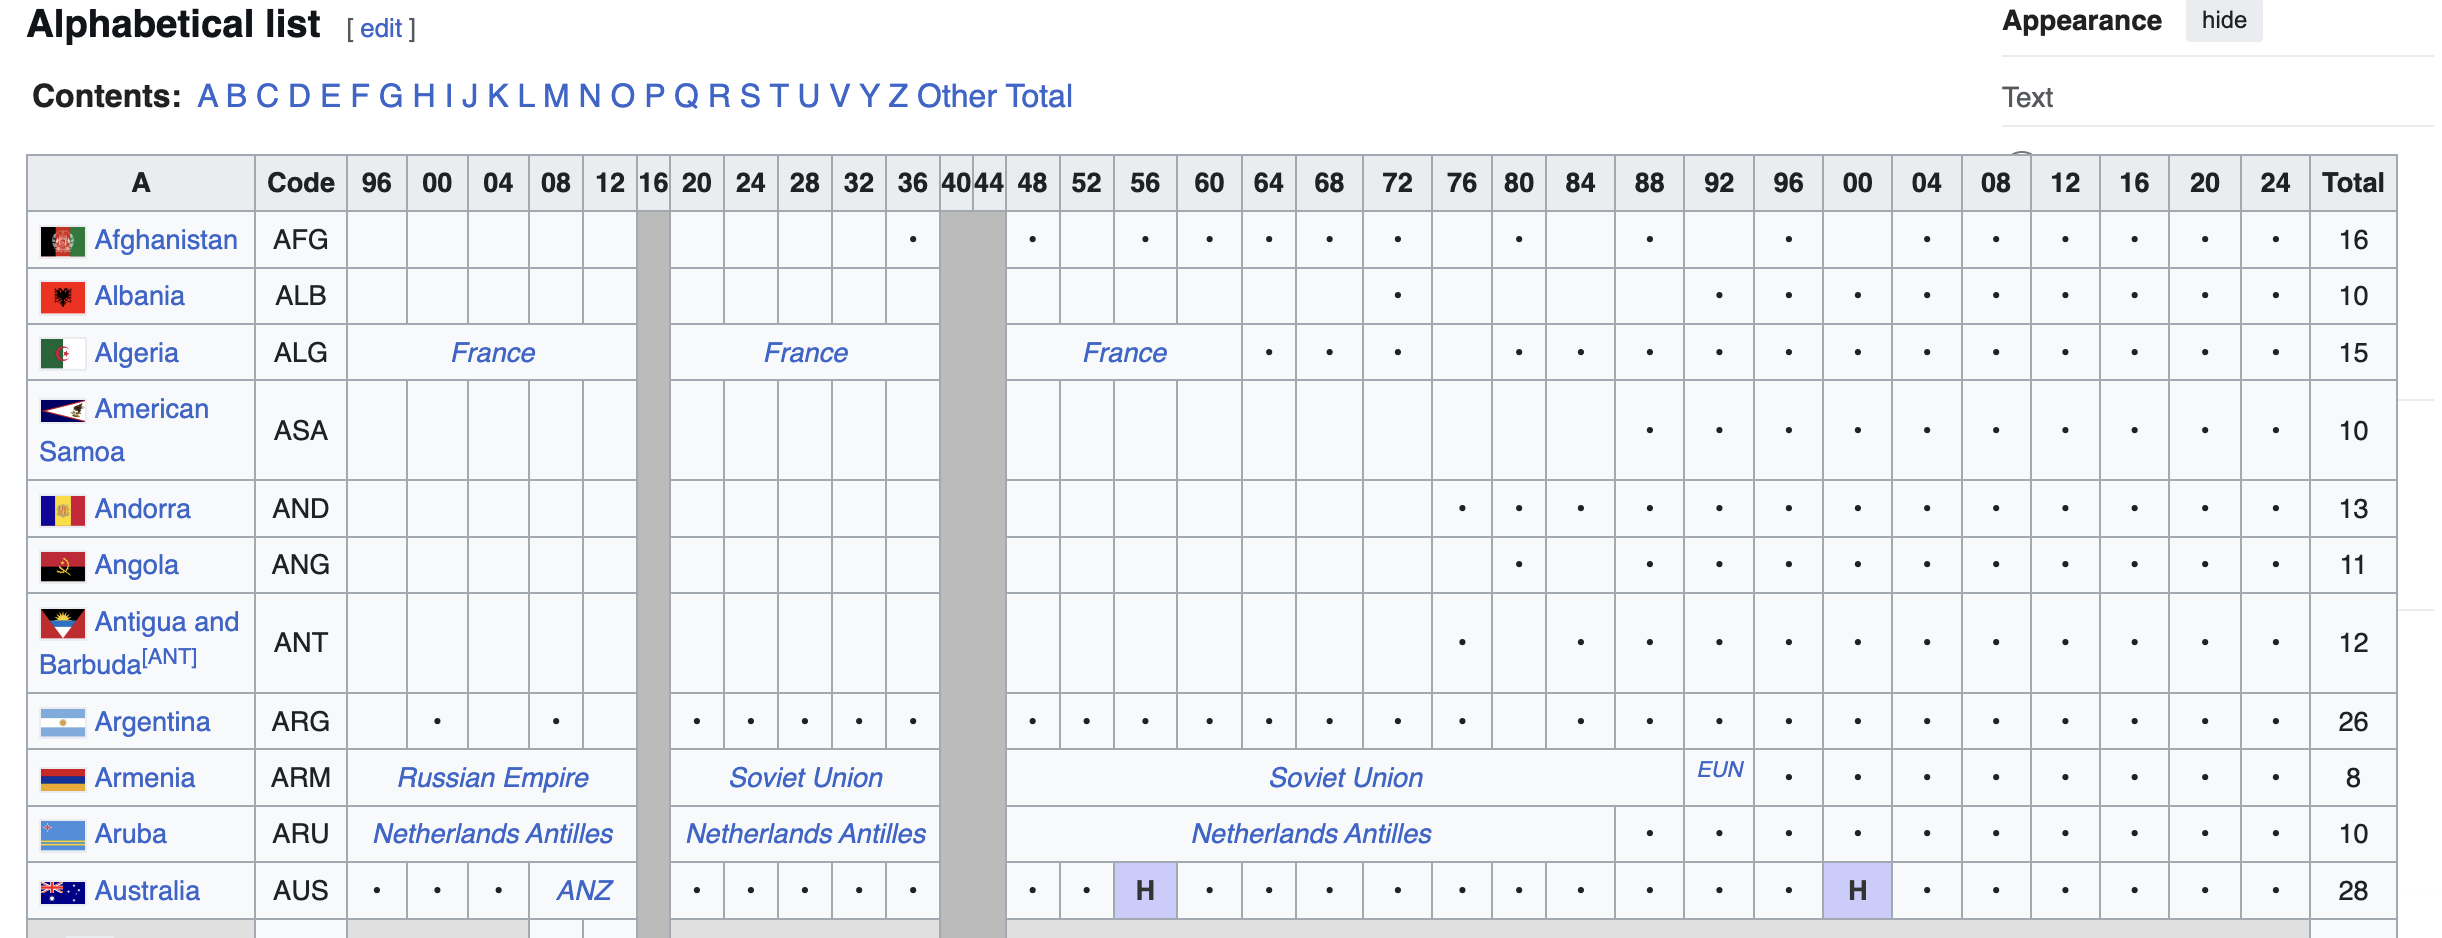 Alphabetical list [ edit ]
Appearance hide
Contents: A B C D E F G H I J K L M N O P Q R S T U V Y Z Other Total
Text
A Code 96 00 04 08 12 16 20 24 28 32 36 40 44 48 52 56 60 64 68 72 76 80 84 88 92 96 00 04 08 12 16 20 24 Total
Afghanistan AFG • • • • • • • • • • • • • • • • 16
Albania ALB • • • • • • • • • • 10
Algeria ALG France France France • • • • • • • • • • • • • • • 15
American
Samoa ASA • • • • • • • • • • 10
Andorra AND • • • • • • • • • • • • • 13
Angola ANG • • • • • • • • • • • 11
Antigua and
Barbuda[ANT] ANT • • • • • • • • • • • • 12
Argentina ARG • • • • • • • • • • • • • • • • • • • • • • • • • • 26
Armenia ARM Russian Empire Soviet Union Soviet Union EUN • • • • • • • • 8
Aruba ARU Netherlands Antilles Netherlands Antilles Netherlands Antilles • • • • • • • • • • 10
Australia AUS • • • ANZ • • • • • • • H • • • • • • • • • • H • • • • • • 28